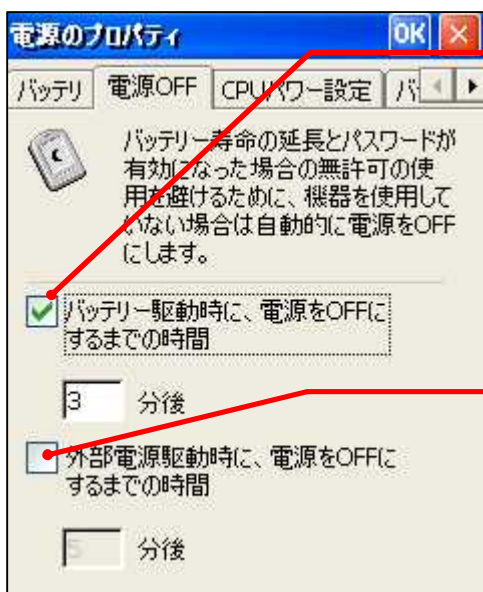 電源のプロパティ OK
バッテリ 電源OFF CPUパワー設定 バ
バッテリー寿命の延長とパスワードが
有効になった場合の無許可の使
用を避けるために、機器を使用して
いない場合は自動的に電源をOFF
にします。
バッテリー駆動時に、電源をOFFに
するまでの時間
3 分後
外部電源駆動時に、電源をOFFに
するまでの時間
5 分後